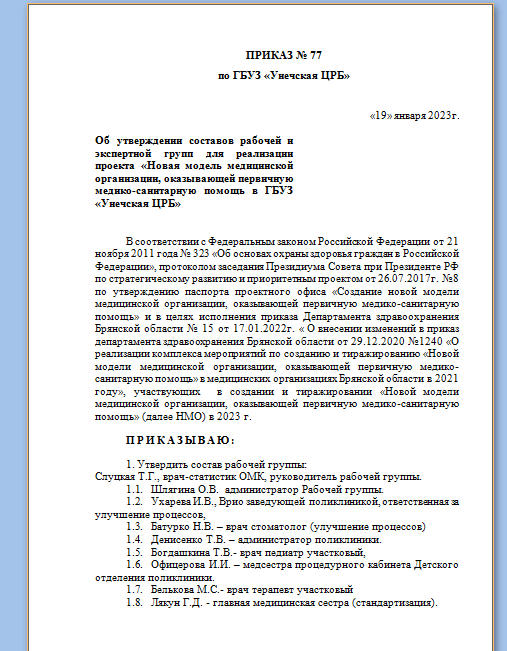 ПРИКАЗ № 77
по ГБУЗ «Унечская ЦРБ»
«19» января 2023г.
Об утверждении составов рабочей и
экспертной групп для реализации
проекта «Новая модель медицинской
организации, оказывающей первичную
медико-санитарную помощь в ГБУЗ
«Унечская ЦРБ»
В соответствии с Федеральным законом Российской Федерации от 21
ноября 2011 года № 323 «Об основах охраны здоровья граждан в Российской
Федерации», протоколом заседания Президиума Совета при Президенте РФ
по стратегическому развитию и приоритетным проектом от 26.07.2017г. №8
по утверждению паспорта проектного офиса «Создание новой модели
медицинской организации, оказывающей первичную медико-санитарную
помощь» и в целях исполнения приказа Департамента здравоохранения
Брянской области № 15 от 17.01.2022г. « О внесении изменений в приказ
департамента здравоохранения Брянской области от 29.12.2020 №1240 «О
реализации комплекса мероприятий по созданию и тиражированию «Новой
модели медицинской организации, оказывающей первичную медико-
санитарную помощь» в медицинских организациях Брянской области в 2021
году», участвующих в создании и тиражировании «Новой модели
медицинской организации, оказывающей первичную медико-санитарную
помощь» (далее НМО) в 2023 г.
П Р И К А З Ы В А Ю :
1. Утвердить состав рабочей группы:
Слуцкая Т.Г., врач-статистик ОМК, руководитель рабочей группы.
1.1. Шлягина О.В. администратор Рабочей группы.
1.2. Ухарева И.В., Врио заведующей поликлиникой, ответственная за
улучшение процессов,
1.3. Батурко Н.В. – врач стоматолог (улучшение процессов)
1.4. Денисенко Т.В. – администратор поликлиники.
1.5. Богдашкина Т.В.- врач педиатр участковый,
1.6. Офицерова И.И. – медсестра процедурного кабинета Детского
отделения поликлиники.
1.7. Белькова М.С.- врач терапевт участковый
1.8. Лякун Г.Д. - главная медицинская сестра (стандартизация).